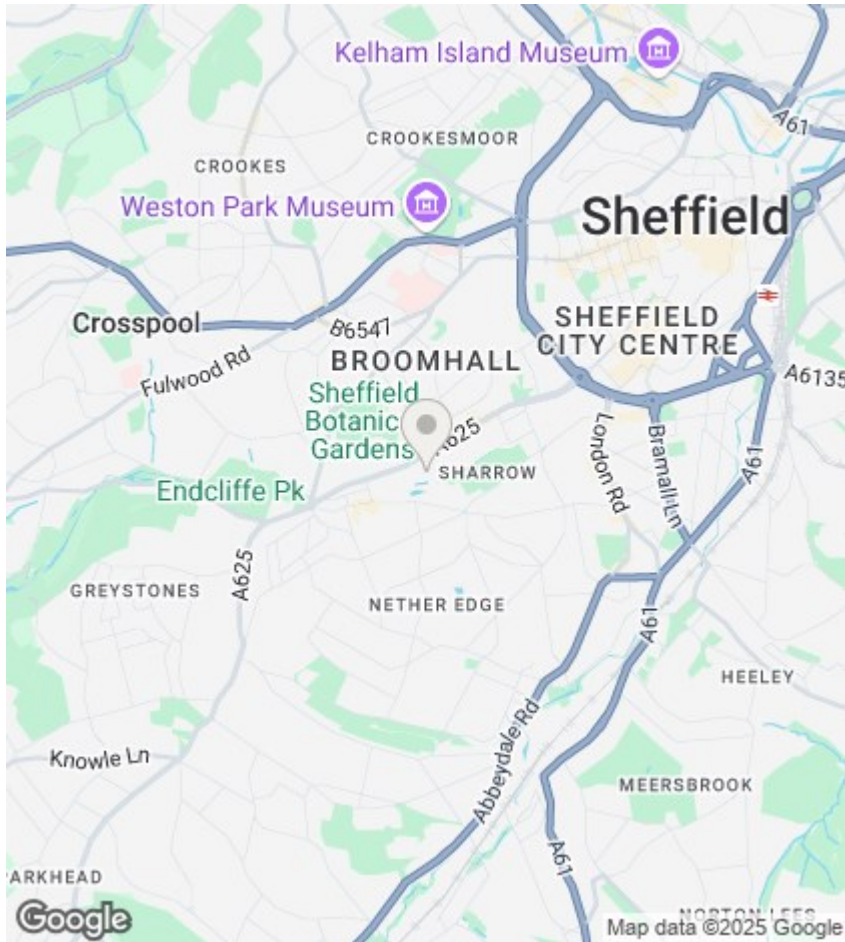 Kelham Island Museum
A61
CROOKESMOOR
CROOKES
Weston Park Museum
Sheffield
Crosspool
B6547
SHEFFIELD
CITY CENTRE
BROOMHALL
Fulwood Rd
A6135
Sheffield
Botanic
Gardens
A625
London Rd
Bramall Ln
A61
SHARROW
Endcliffe Pk
A625
GREYSTONES
NETHER EDGE
A61
HEELEY
Abbeydale Rd
Knowle Ln
MEERSBROOK
A61
ARKHEAD
NORTON LEES
Google
Map data ©2025 Google